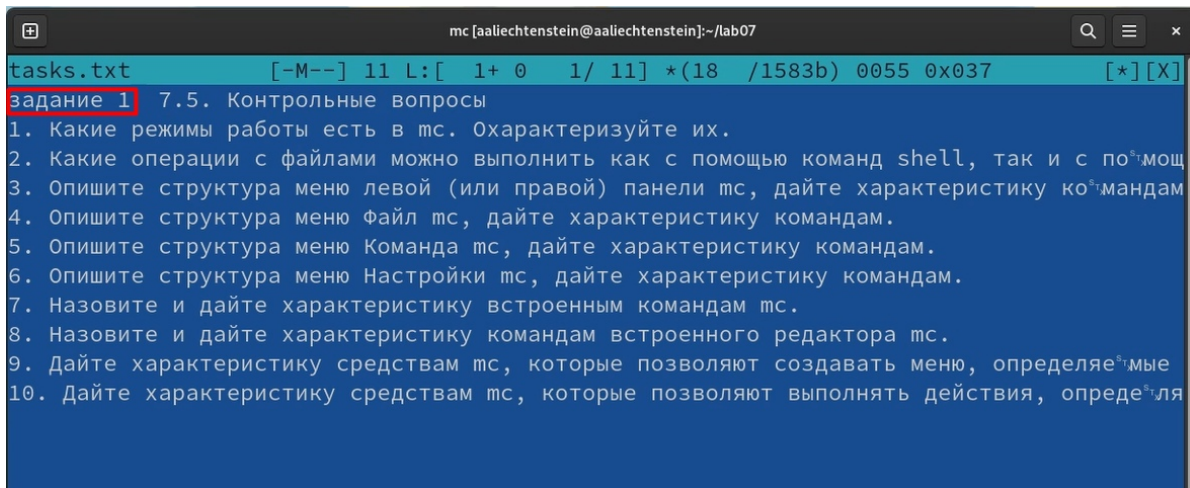 mc [aaliechtenstein@aaliechtenstein]:~/lab07
tasks.txt [-M--] 11 L:[ 1+ 0 1/ 11] *(18 /1583b) 0055 0x037 [*][X]
задание 1 7.5. Контрольные вопросы
1. Какие режимы работы есть в mc. Охарактеризуйте их.
2. Какие операции с файлами можно выполнить как с помощью команд shell, так и с помощ
3. Опишите структура меню левой (или правой) панели mc, дайте характеристику командам
4. Опишите структура меню Файл mc, дайте характеристику командам.
5. Опишите структура меню Команда mc, дайте характеристику командам.
6. Опишите структура меню Настройки mc, дайте характеристику командам.
7. Назовите и дайте характеристику встроенным командам mc.
8. Назовите и дайте характеристику командам встроенного редактора mc.
9. Дайте характеристику средствам mc, которые позволяют создавать меню, определяемые
10. Дайте характеристику средствам mc, которые позволяют выполнять действия, определя